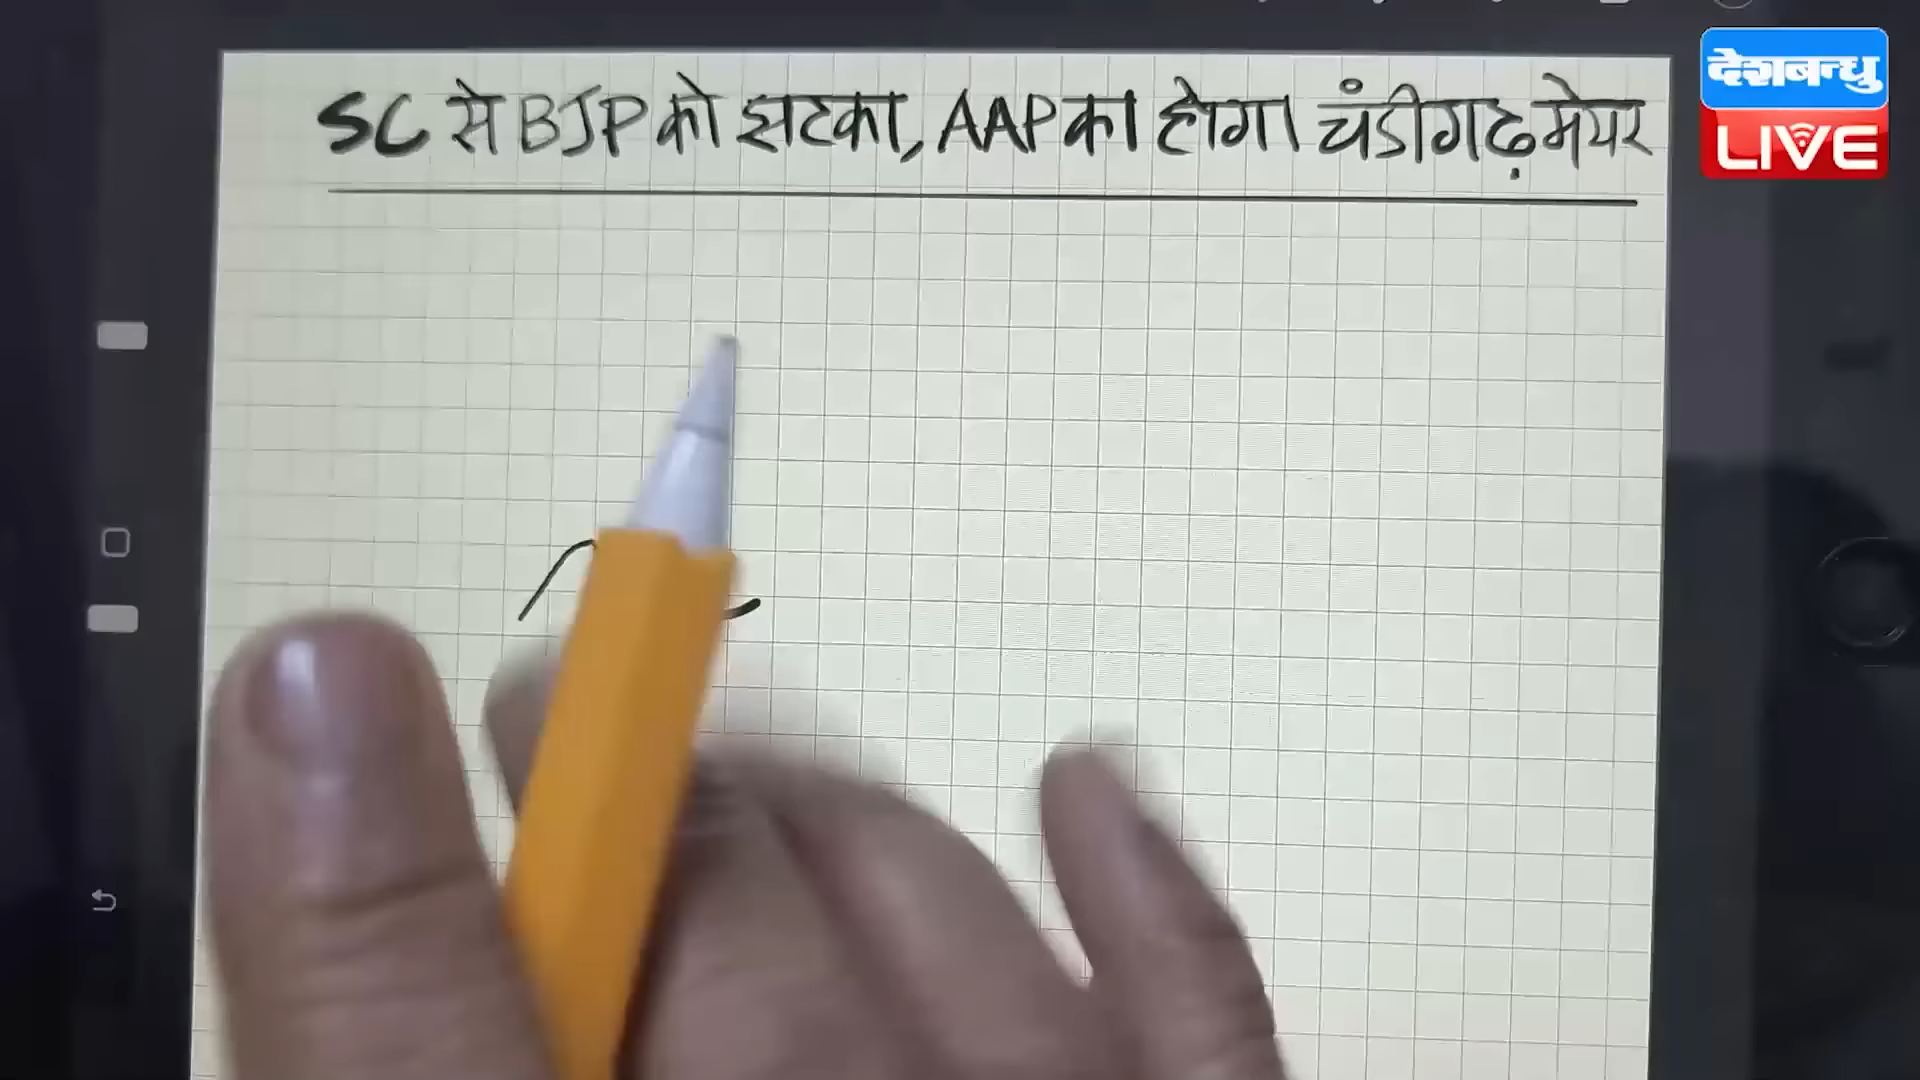 SC से BJP को झटका, AAP का होगा चंडीगढ़ मेयर
देशबन्धु
LIVE